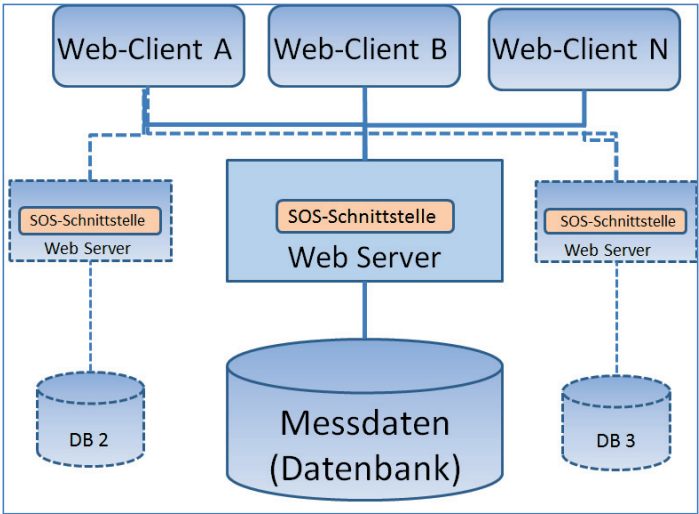 Web-Client A
Web-Client B
Web-Client N
SOS-Schnittstelle
Web Server
SOS-Schnittstelle
Web Server
SOS-Schnittstelle
Web Server
DB 2
Messdaten
(Datenbank)
DB 3